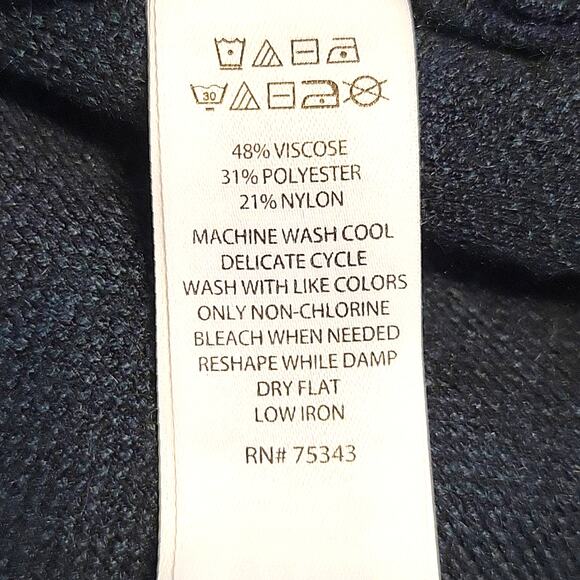 30
48% VISCOSE
31% POLYESTER
21% NYLON
MACHINE WASH COOL
DELICATE CYCLE
WASH WITH LIKE COLORS
ONLY NON-CHLORINE
BLEACH WHEN NEEDED
RESHAPE WHILE DAMP
DRY FLAT
LOW IRON
RN# 75343